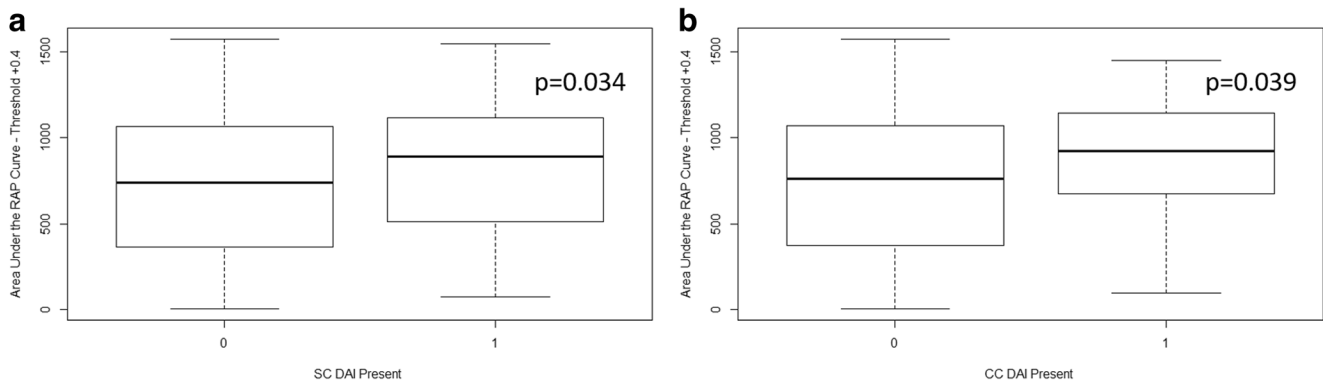 a
Area Under the RAP Curve - Threshold +0.4
1500
1000
500
0
p=0.034
0
1
SC DAI Present
b
Area Under the RAP Curve - Threshold +0.4
1500
1000
500
0
p=0.039
0
1
CC DAI Present